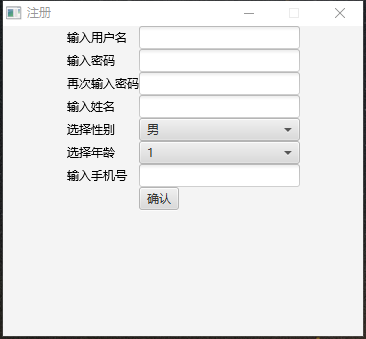 注册
输入用户名
输入密码
再次输入密码
输入姓名
选择性别 男
选择年龄 1
输入手机号
确认